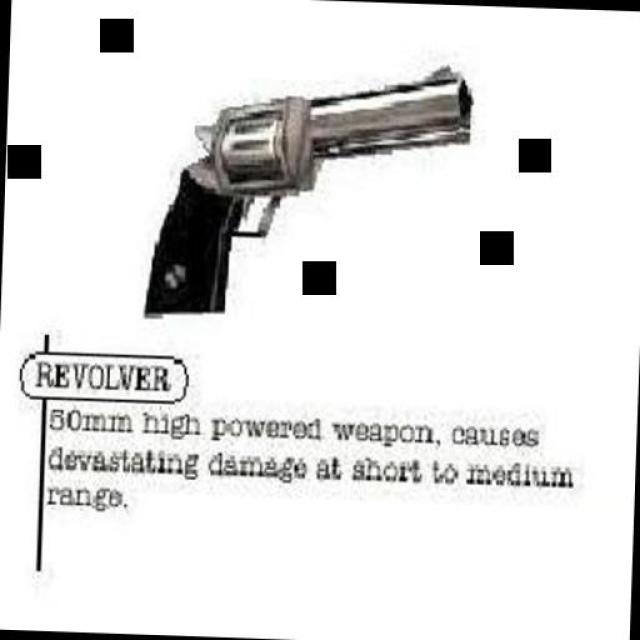 REVOLVER
50mm high powered weapon, causes
devastating damage at short to medium
range.